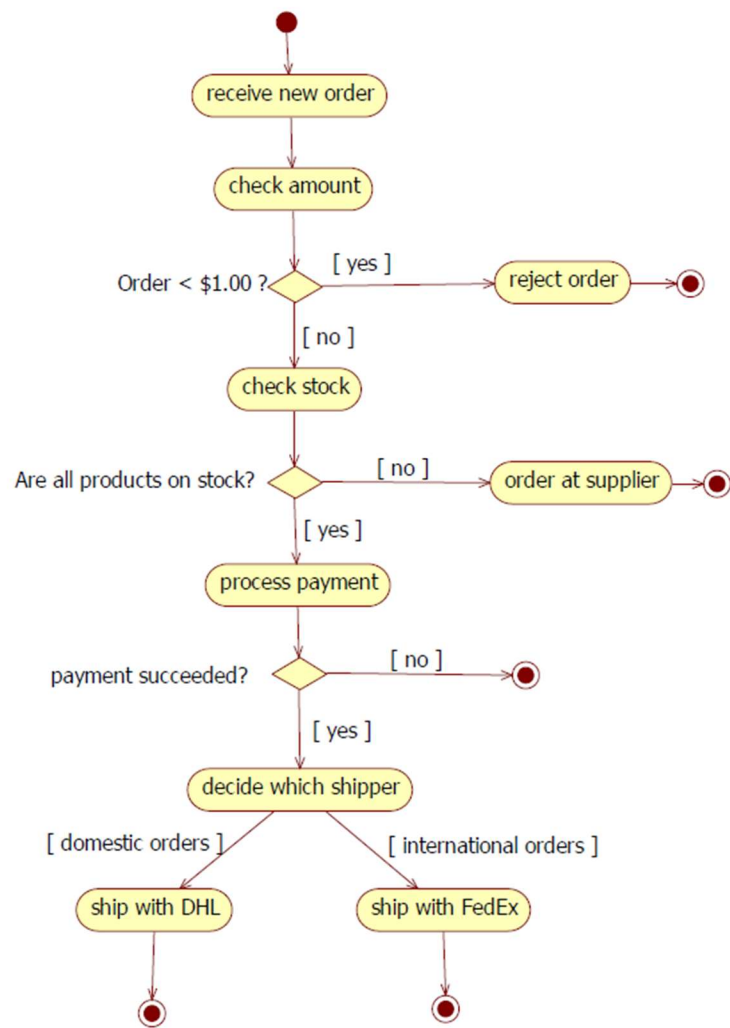 receive new order
check amount
Order < $1.00 ?
[ yes ]
reject order
[ no ]
check stock
Are all products on stock?
[ no ]
order at supplier
[ yes ]
process payment
payment succeeded?
[ no ]
[ yes ]
decide which shipper
[ domestic orders ]
[ international orders ]
ship with DHL
ship with FedEx